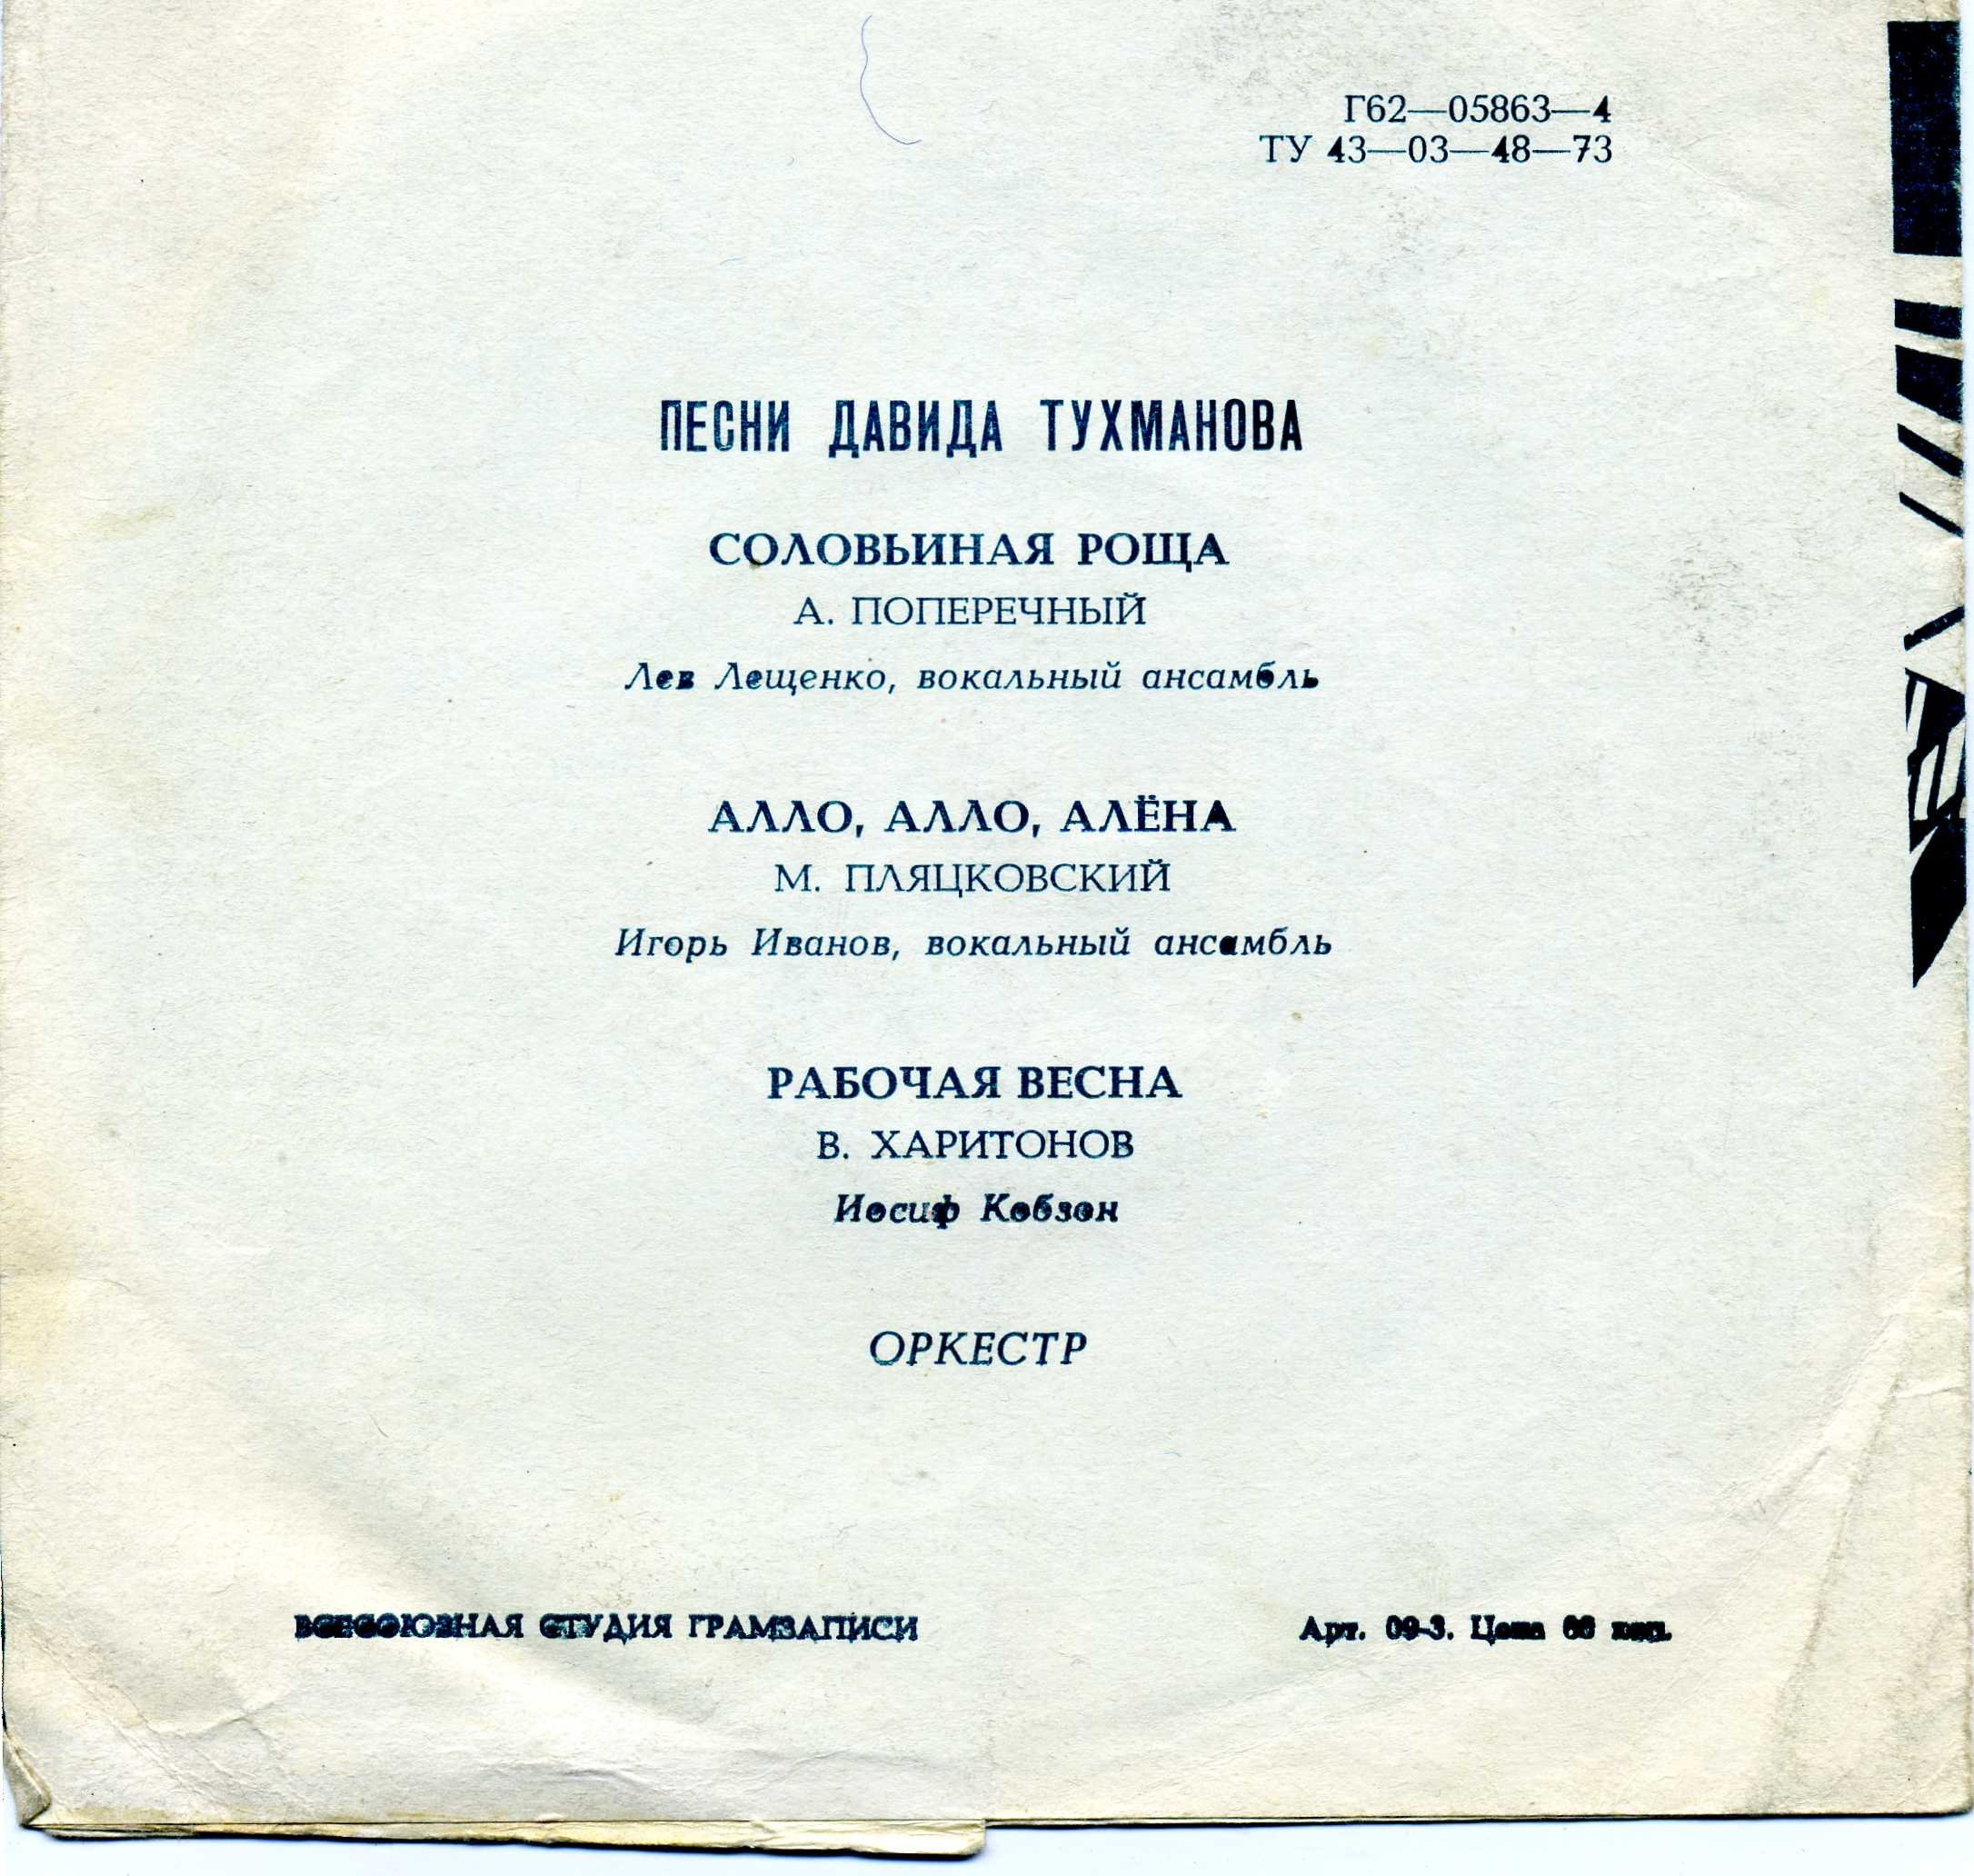 Г62—05863—4
ТУ 43—03—48—73
ПЕСНИ ДАВИДА ТУХМАНОВА
СОЛОВЬИНАЯ РОЩА
А. ПОПЕРЕЧНЫЙ
Лев Лещенко, вокальный ансамбль
АЛЛО, АЛЛО, АЛЁНА
М. ПЛЯЦКОВСКИЙ
Игорь Иванов, вокальный ансамбль
РАБОЧАЯ ВЕСНА
В. ХАРИТОНОВ
Иосиф Кобзон
ОРКЕСТР
ВСЕСОЮЗНАЯ СТУДИЯ ГРАМЗАПИСИ
Арт. 09-3. Цена коп.